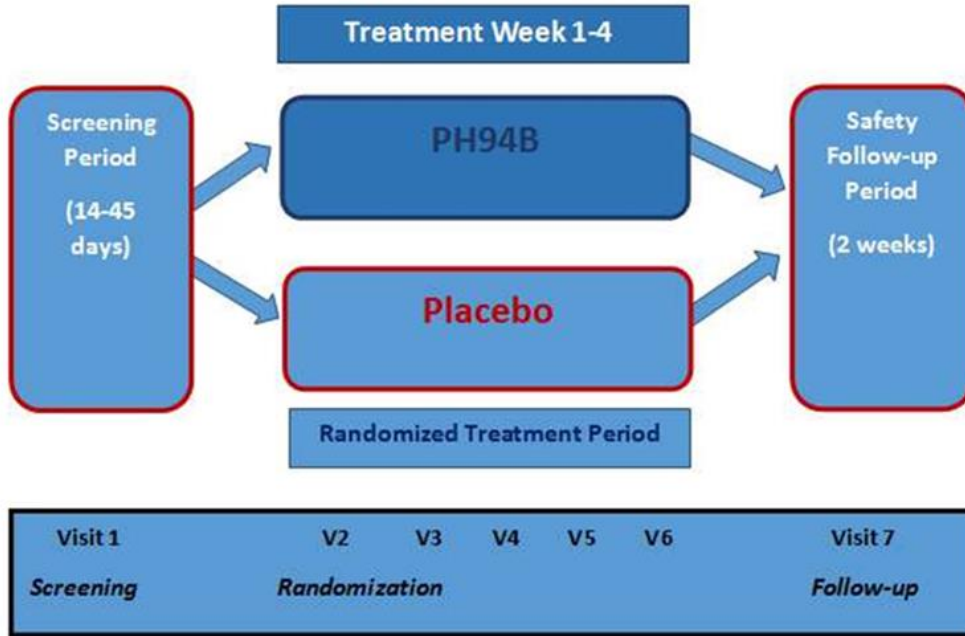 Treatment Week 1-4
Screening
Period
(14-45
days)
PH94B
Placebo
Safety
Follow-up
Period
(2 weeks)
Randomized Treatment Period
Visit 1 V2 V3 V4 V5 V6 Visit 7
Screening Randomization Follow-up